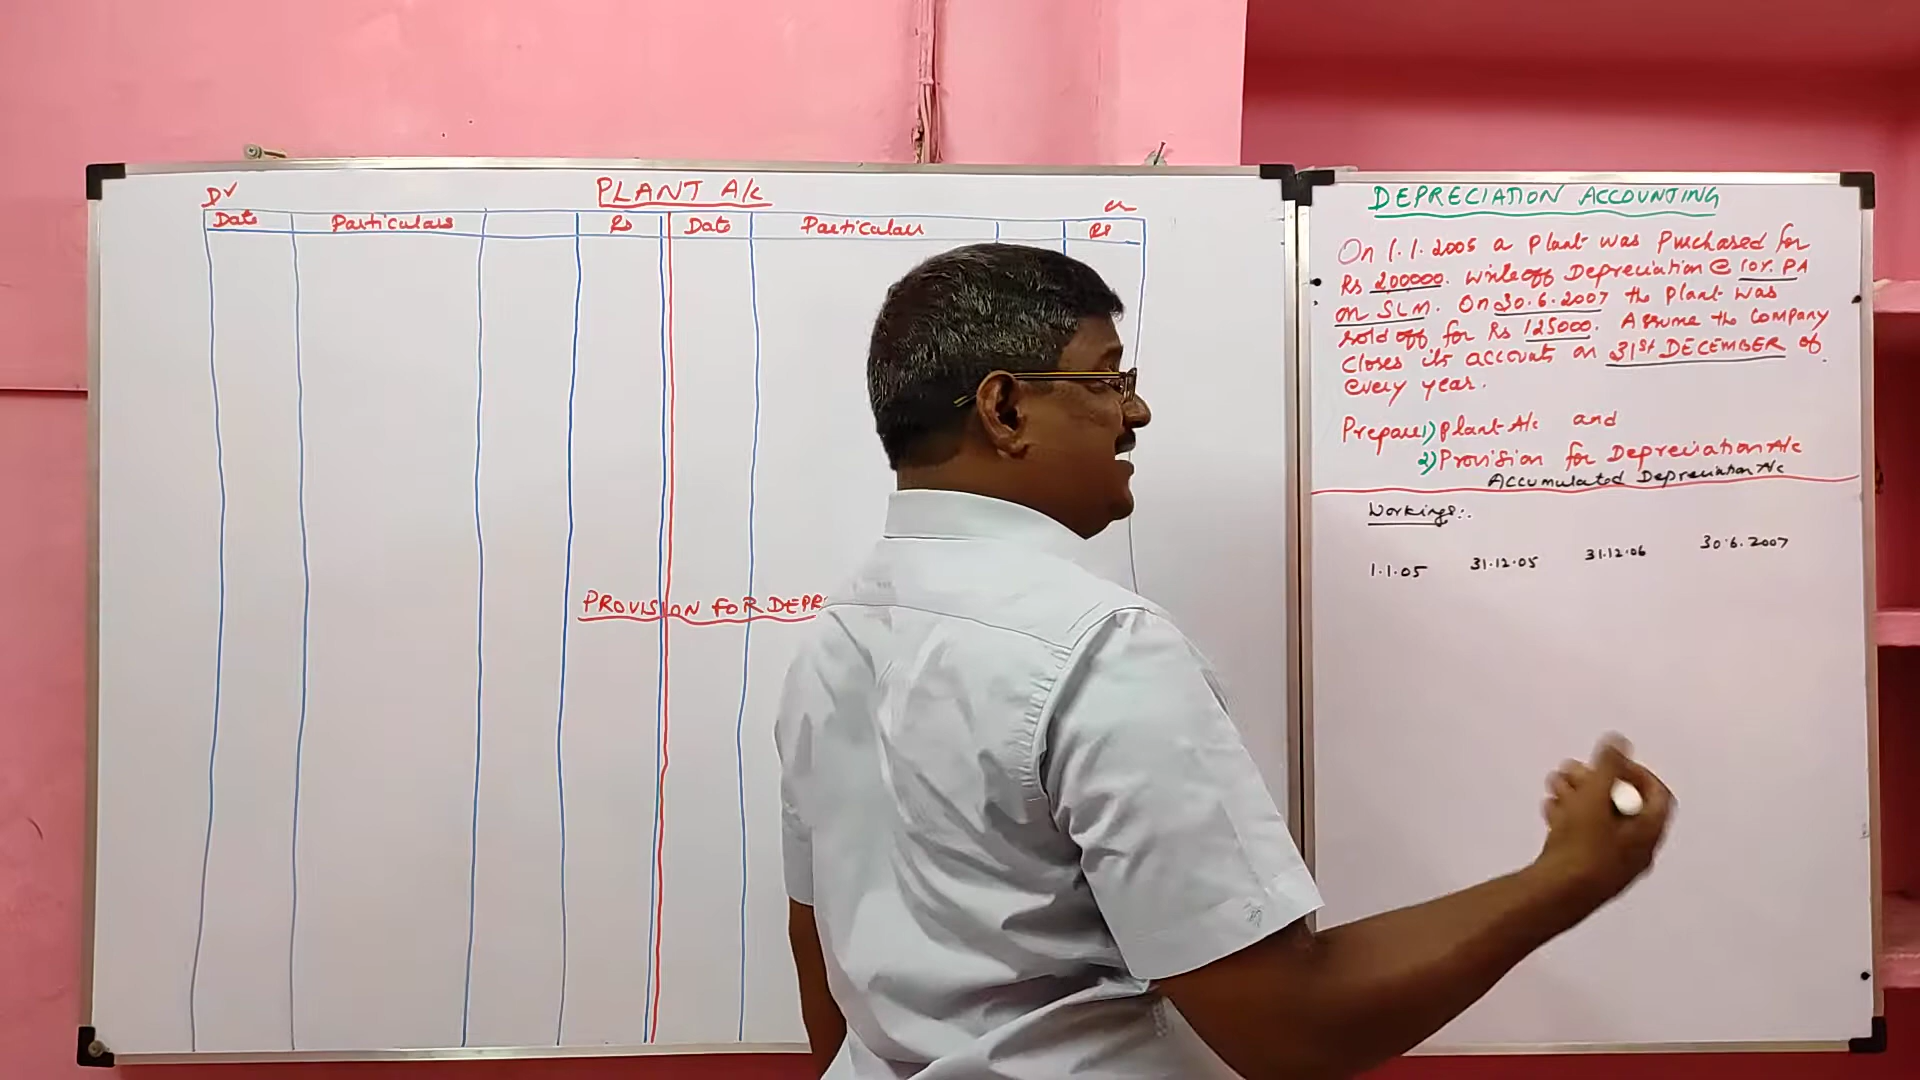 PLANT A/c
Dr
Cr
Date Particulars Rs Date Particulars Rs
PROVISION FOR DEPR
DEPRECIATION ACCOUNTING
On 1.1.2005 a Plant was Purchased for
Rs 200000. Write off Depreciation @ 10% PA
on SLM. On 30.6.2007 the Plant was
sold off for Rs 125000. Assume the Company
closes its accounts on 31st DECEMBER of
every year.
Prepare 1) Plant A/c and
2) Provision for Depreciation A/c
Accumulated Depreciation A/c
Workings:.
1.1.05 31.12.05 31.12.06 30.6.2007